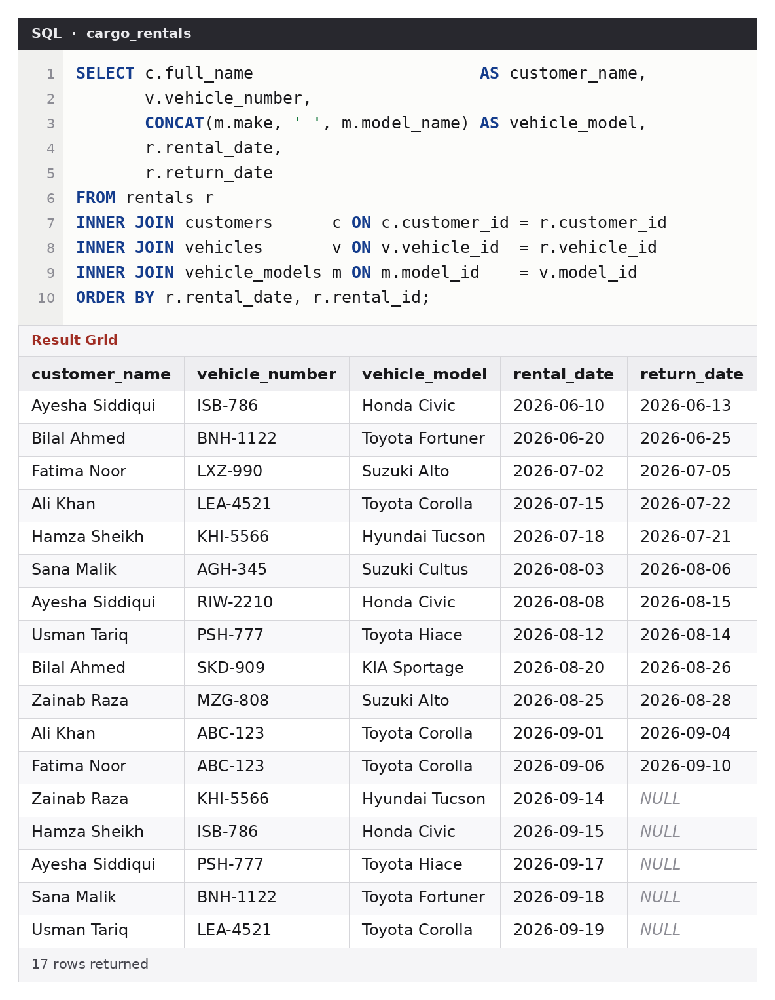 SQL · cargo_rentals
1 SELECT c.full_name                       AS customer_name,
2        v.vehicle_number,
3        CONCAT(m.make, ' ', m.model_name) AS vehicle_model,
4        r.rental_date,
5        r.return_date
6 FROM rentals r
7 INNER JOIN customers      c ON c.customer_id = r.customer_id
8 INNER JOIN vehicles       v ON v.vehicle_id  = r.vehicle_id
9 INNER JOIN vehicle_models m ON m.model_id    = v.model_id
10 ORDER BY r.rental_date, r.rental_id;
Result Grid
customer_name vehicle_number vehicle_model rental_date return_date
Ayesha Siddiqui ISB-786 Honda Civic 2026-06-10 2026-06-13
Bilal Ahmed BNH-1122 Toyota Fortuner 2026-06-20 2026-06-25
Fatima Noor LXZ-990 Suzuki Alto 2026-07-02 2026-07-05
Ali Khan LEA-4521 Toyota Corolla 2026-07-15 2026-07-22
Hamza Sheikh KHI-5566 Hyundai Tucson 2026-07-18 2026-07-21
Sana Malik AGH-345 Suzuki Cultus 2026-08-03 2026-08-06
Ayesha Siddiqui RIW-2210 Honda Civic 2026-08-08 2026-08-15
Usman Tariq PSH-777 Toyota Hiace 2026-08-12 2026-08-14
Bilal Ahmed SKD-909 KIA Sportage 2026-08-20 2026-08-26
Zainab Raza MZG-808 Suzuki Alto 2026-08-25 2026-08-28
Ali Khan ABC-123 Toyota Corolla 2026-09-01 2026-09-04
Fatima Noor ABC-123 Toyota Corolla 2026-09-06 2026-09-10
Zainab Raza KHI-5566 Hyundai Tucson 2026-09-14 NULL
Hamza Sheikh ISB-786 Honda Civic 2026-09-15 NULL
Ayesha Siddiqui PSH-777 Toyota Hiace 2026-09-17 NULL
Sana Malik BNH-1122 Toyota Fortuner 2026-09-18 NULL
Usman Tariq LEA-4521 Toyota Corolla 2026-09-19 NULL
17 rows returned